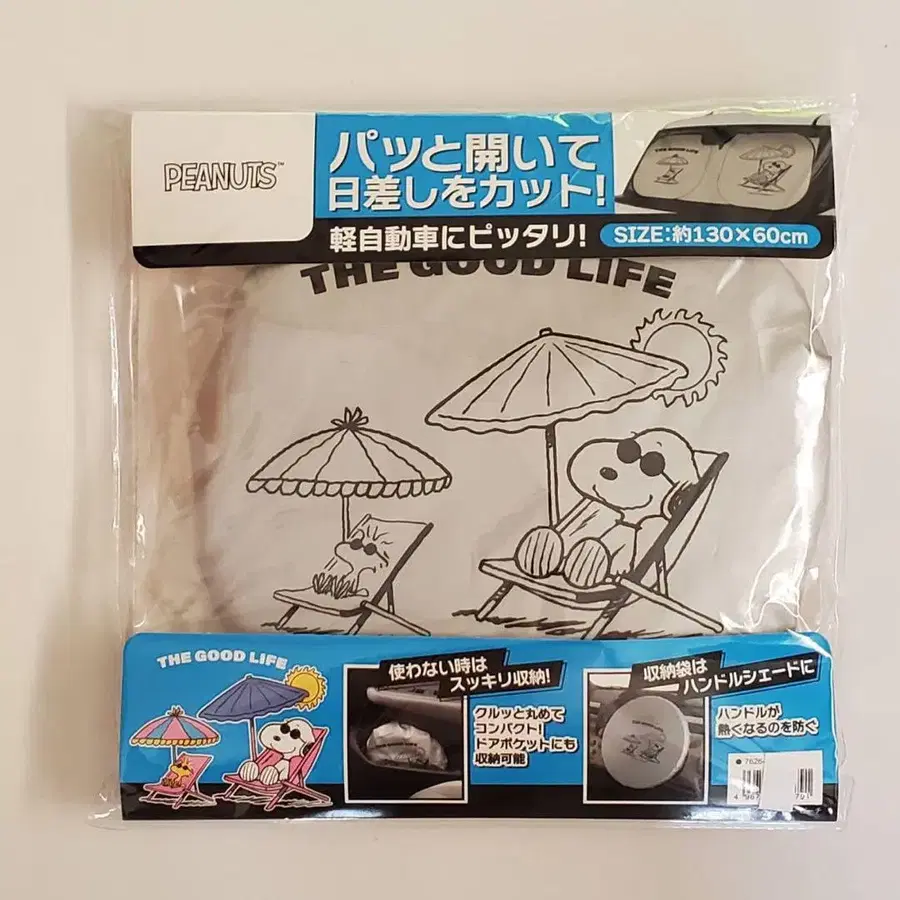 PEANUTS™
パッと開いて
日差しをカット!
軽自動車にピッタリ!
SIZE:約130×60cm
THE GOOD LIFE
THE GOOD LIFE
THE GOOD LIFE
使わない時は
スッキリ収納!
クルッと丸めて
コンパクト!
ドアポケットにも
収納可能
収納袋は
ハンドルシェードに
ハンドルが
熱くなるのを防ぐ